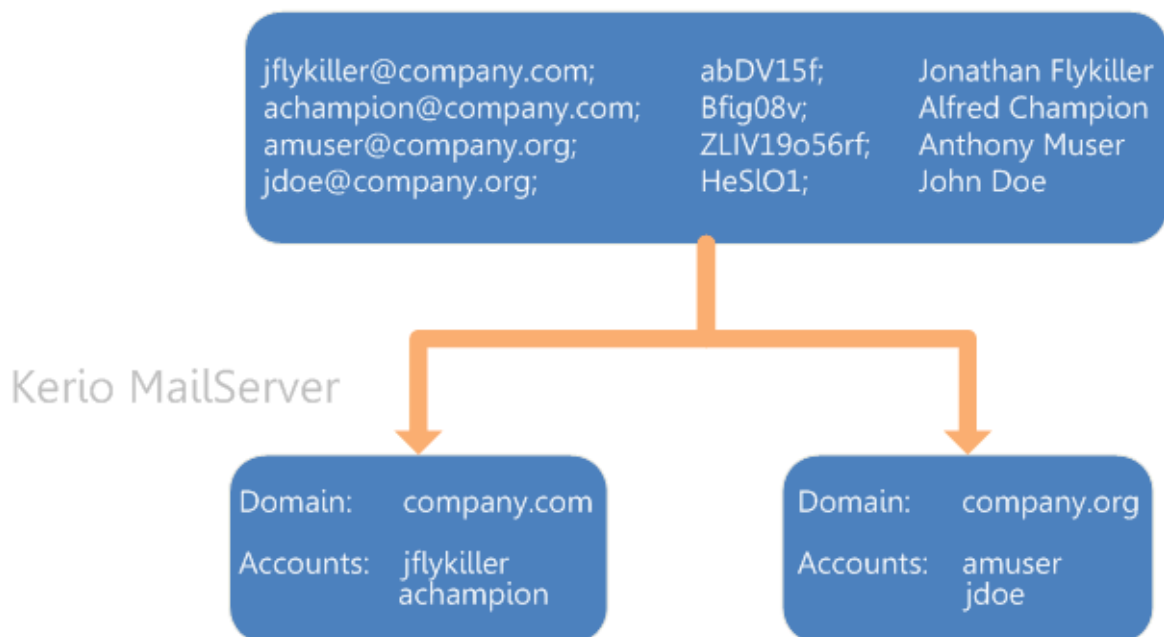 jflykiller@company.com; abDV15f; Jonathan Flykiller
achampion@company.com; Bfig08v; Alfred Champion
amuser@company.org; ZLIV19o56rf; Anthony Muser
jdoe@company.org; HeSlO1; John Doe
Kerio MailServer
Domain: company.com
Accounts: jflykiller
achampion
Domain: company.org
Accounts: amuser
jdoe